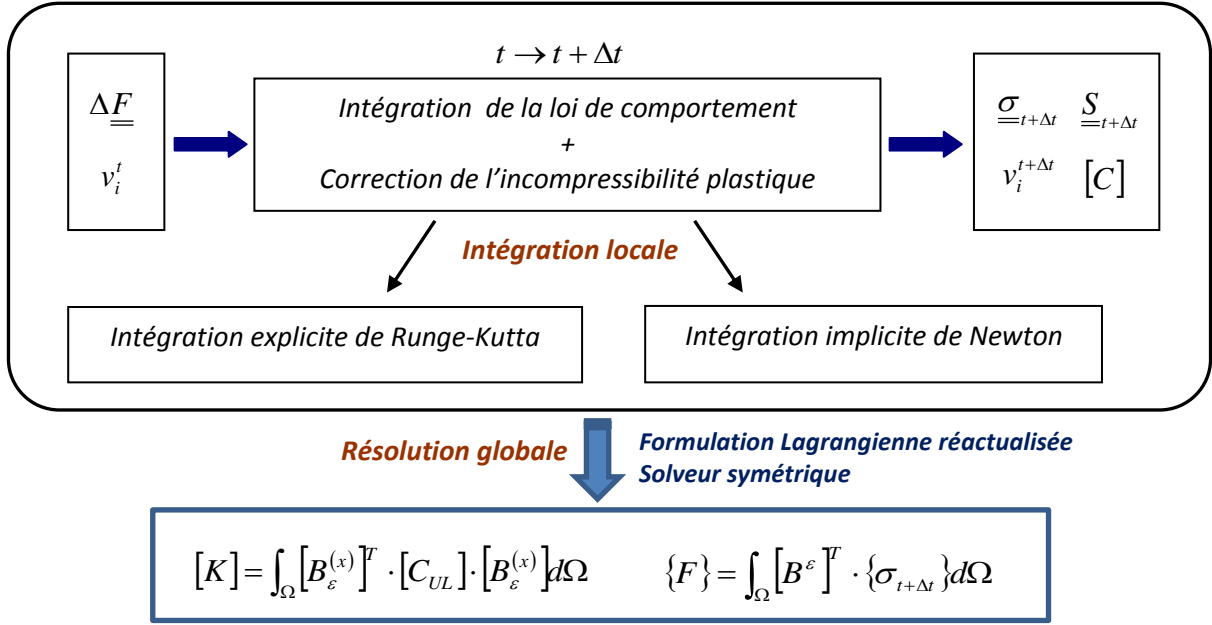 t → t + Δt
ΔF
v_i^t
Intégration de la loi de comportement
+
Correction de l'incompressibilité plastique
σ_{t+Δt} S_{t+Δt}
v_i^{t+Δt} [C]
Intégration locale
Intégration explicite de Runge-Kutta
Intégration implicite de Newton
Résolution globale
Formulation Lagrangienne réactualisée
Solveur symétrique
[K] = ∫_Ω [B_ε^{(x)}]^T · [C_{UL}] · [B_ε^{(x)}] dΩ
{F} = ∫_Ω [B^ε]^T · {σ_{t+Δt}} dΩ